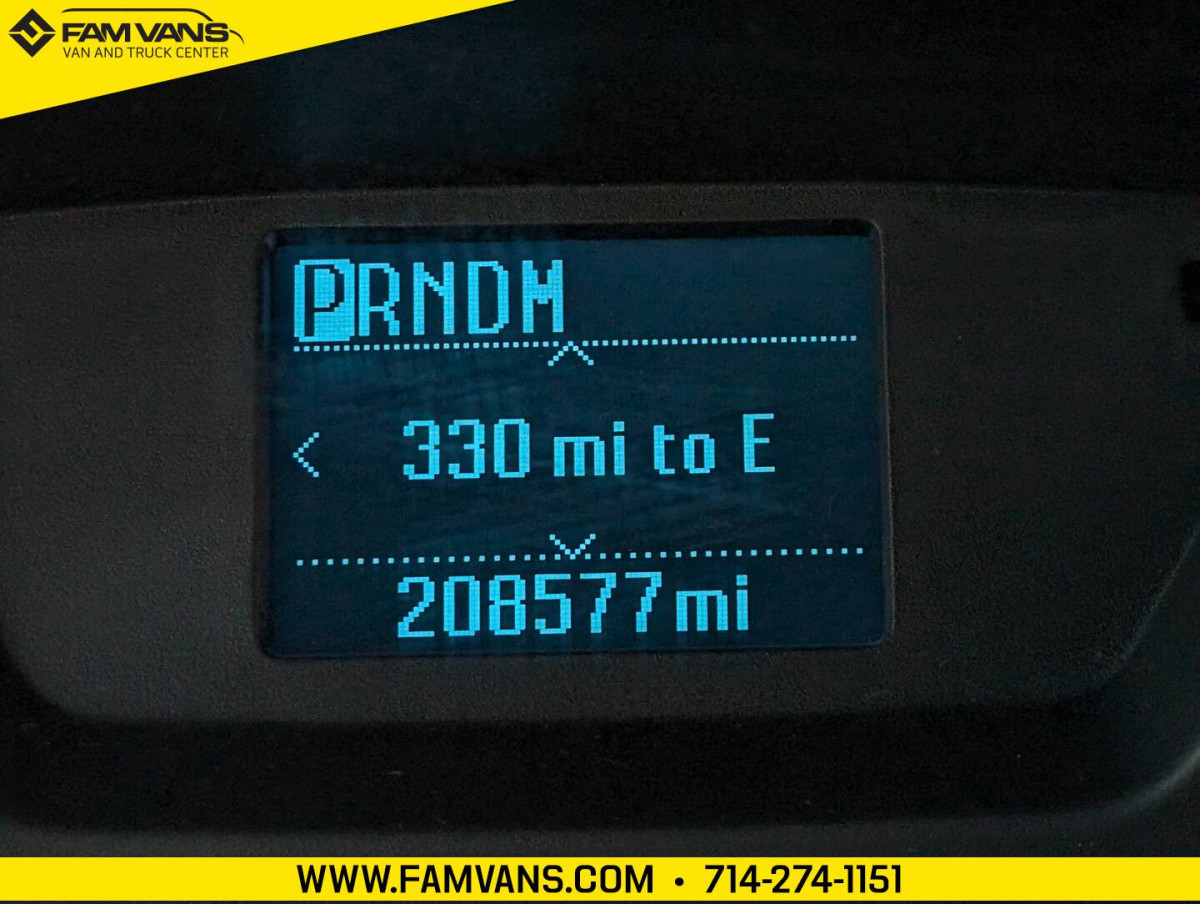 FAM VANS
VAN AND TRUCK CENTER
PRNDM
330 mi to E
208577 mi
WWW.FAMVANS.COM • 714-274-1151